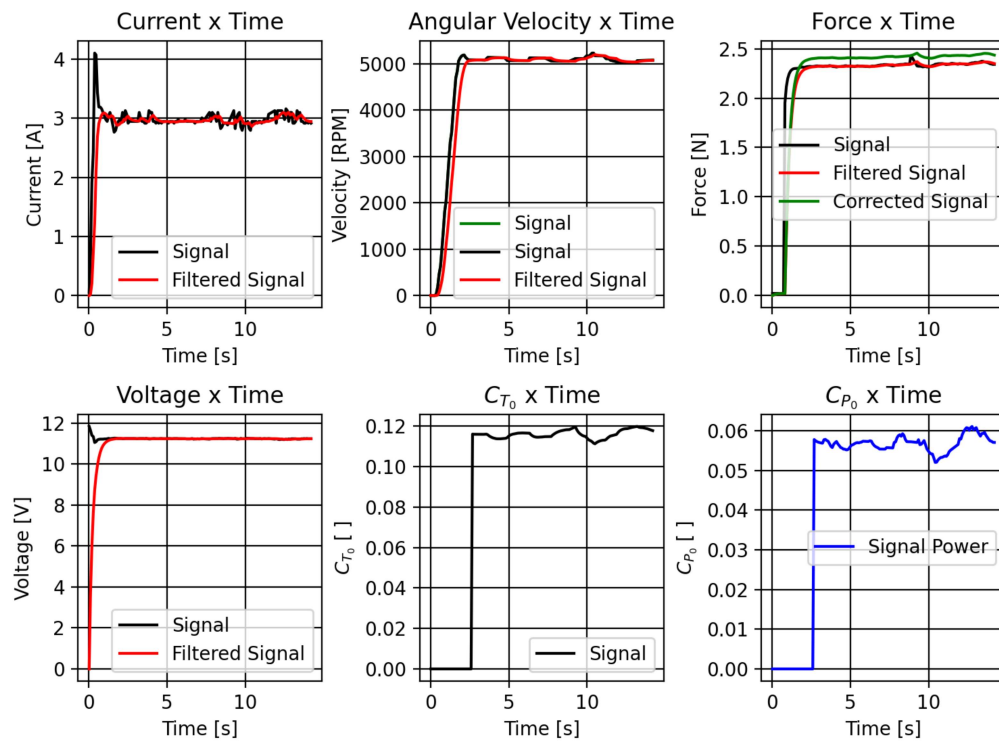 Current x Time
Angular Velocity x Time
Force x Time
Current [A]
4
3
2
1
0
Signal
Filtered Signal
0 5 10
Time [s]
Velocity [RPM]
5000
4000
3000
2000
1000
0
Signal
Signal
Filtered Signal
0 5 10
Time [s]
Force [N]
2.5
2.0
1.5
1.0
0.5
0.0
Signal
Filtered Signal
Corrected Signal
0 5 10
Time [s]
Voltage x Time
C_{T_0} x Time
C_{P_0} x Time
Voltage [V]
12
10
8
6
4
2
0
Signal
Filtered Signal
0 5 10
Time [s]
C_{T_0} [ ]
0.12
0.10
0.08
0.06
0.04
0.02
0.00
Signal
0 5 10
Time [s]
C_{P_0} [ ]
0.06
0.05
0.04
0.03
0.02
0.01
0.00
Signal Power
0 5 10
Time [s]